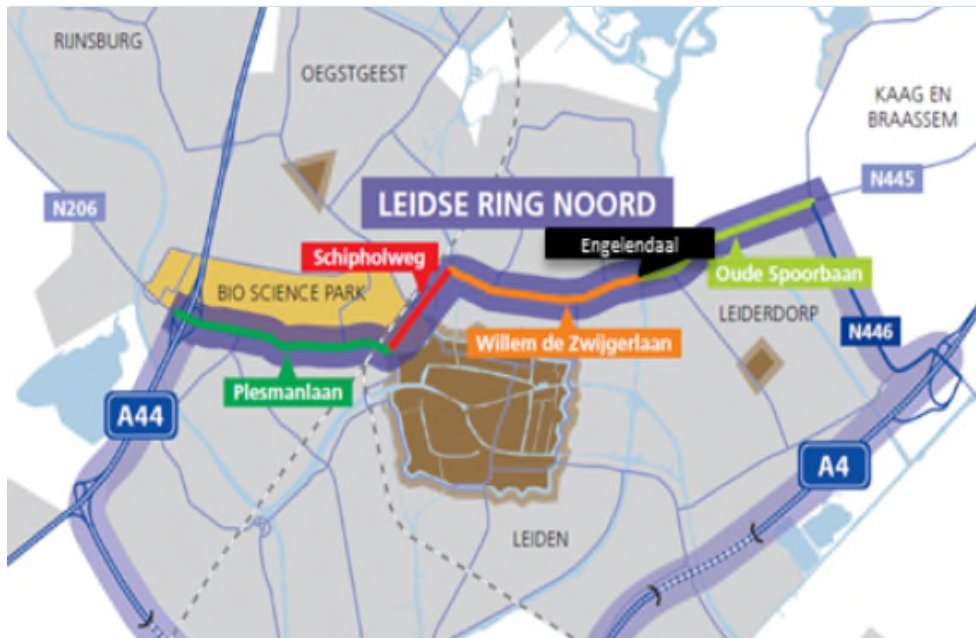 RIJNSBURG
OEGSTGEEST
KAAG EN
BRAASSEM
N445
N206
LEIDSE RING NOORD
Engelendaal
Schipholweg
Oude Spoorbaan
BIO SCIENCE PARK
LEIDERDORP
N446
Willem de Zwijgerlaan
Plesmanlaan
A44
A4
LEIDEN